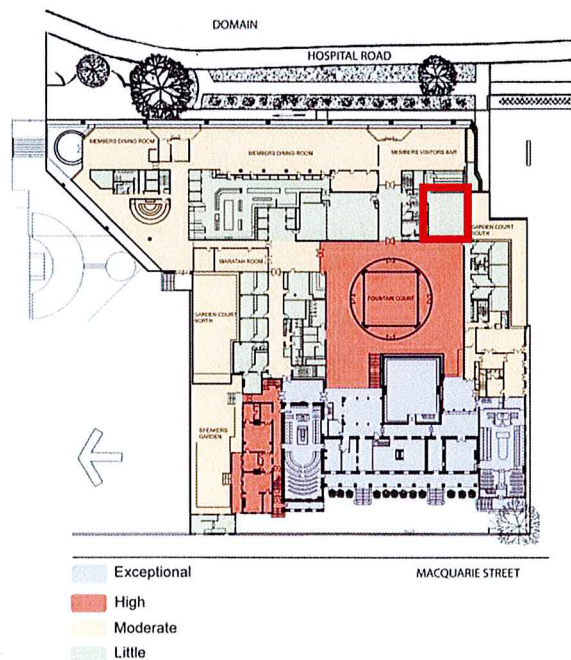 DOMAIN
HOSPITAL ROAD
MEMBERS DINING ROOM
MEMBERS DINING ROOM
MEMBERS VISITORS BAR
GARDEN COURT
SOUTH
WARATAH ROOM
FOUNTAIN COURT
GARDEN COURT
NORTH
SPEAKERS
GARDEN
Exceptional
MACQUARIE STREET
High
Moderate
Little